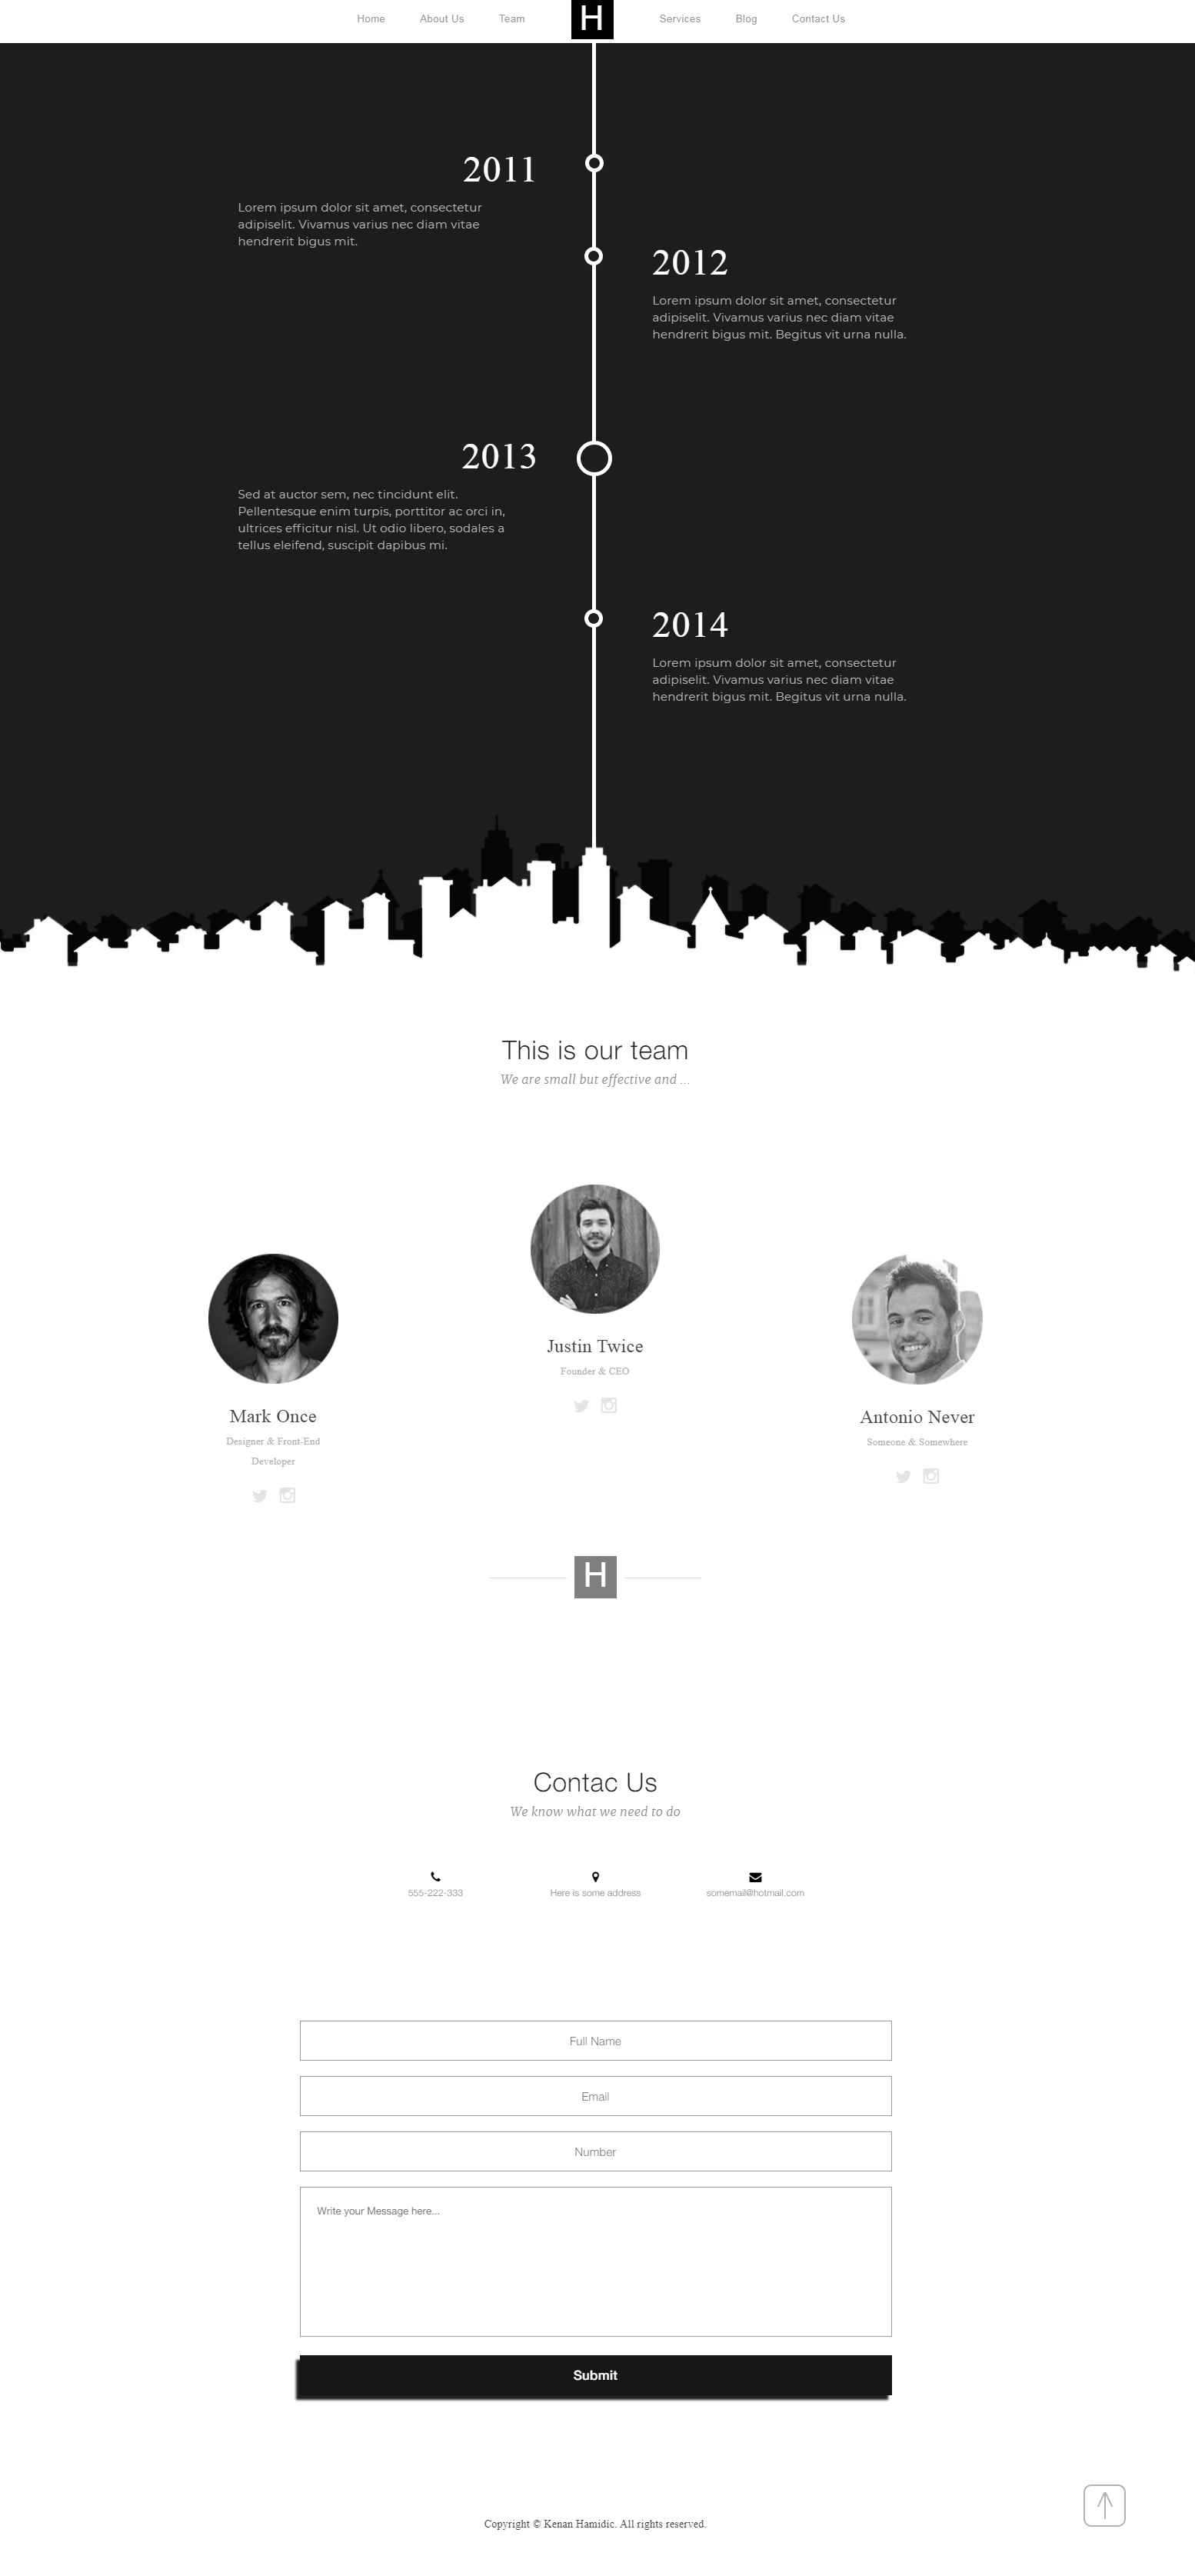 Home About Us Team H Services Blog Contact Us
2011
Lorem ipsum dolor sit amet, consectetur
adipiselit. Vivamus varius nec diam vitae
hendrerit bigus mit.
2012
Lorem ipsum dolor sit amet, consectetur
adipiselit. Vivamus varius nec diam vitae
hendrerit bigus mit. Begitus vit urna nulla.
2013
Sed at auctor sem, nec tincidunt elit.
Pellentesque enim turpis, porttitor ac orci in,
ultrices efficitur nisl. Ut odio libero, sodales a
tellus eleifend, suscipit dapibus mi.
2014
Lorem ipsum dolor sit amet, consectetur
adipiselit. Vivamus varius nec diam vitae
hendrerit bigus mit. Begitus vit urna nulla.
This is our team
We are small but effective and ...
Mark Once
Designer & Front-End
Developer
Justin Twice
Founder & CEO
Antonio Never
Someone & Somewhere
H
Contac Us
We know what we need to do
555-222-333
Here is some address
somemail@hotmail.com
Full Name
Email
Number
Write your Message here...
Submit
Copyright © Kenan Hamidic. All rights reserved.